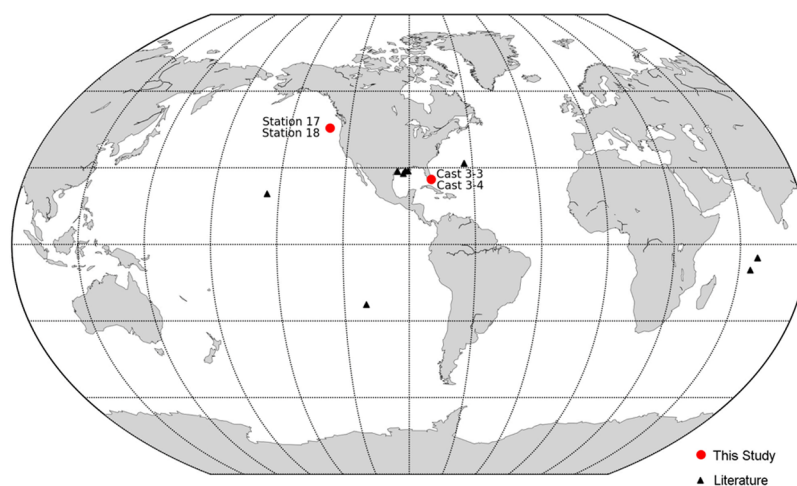 Station 17
Station 18
Cast 3-3
Cast 3-4
This Study
Literature